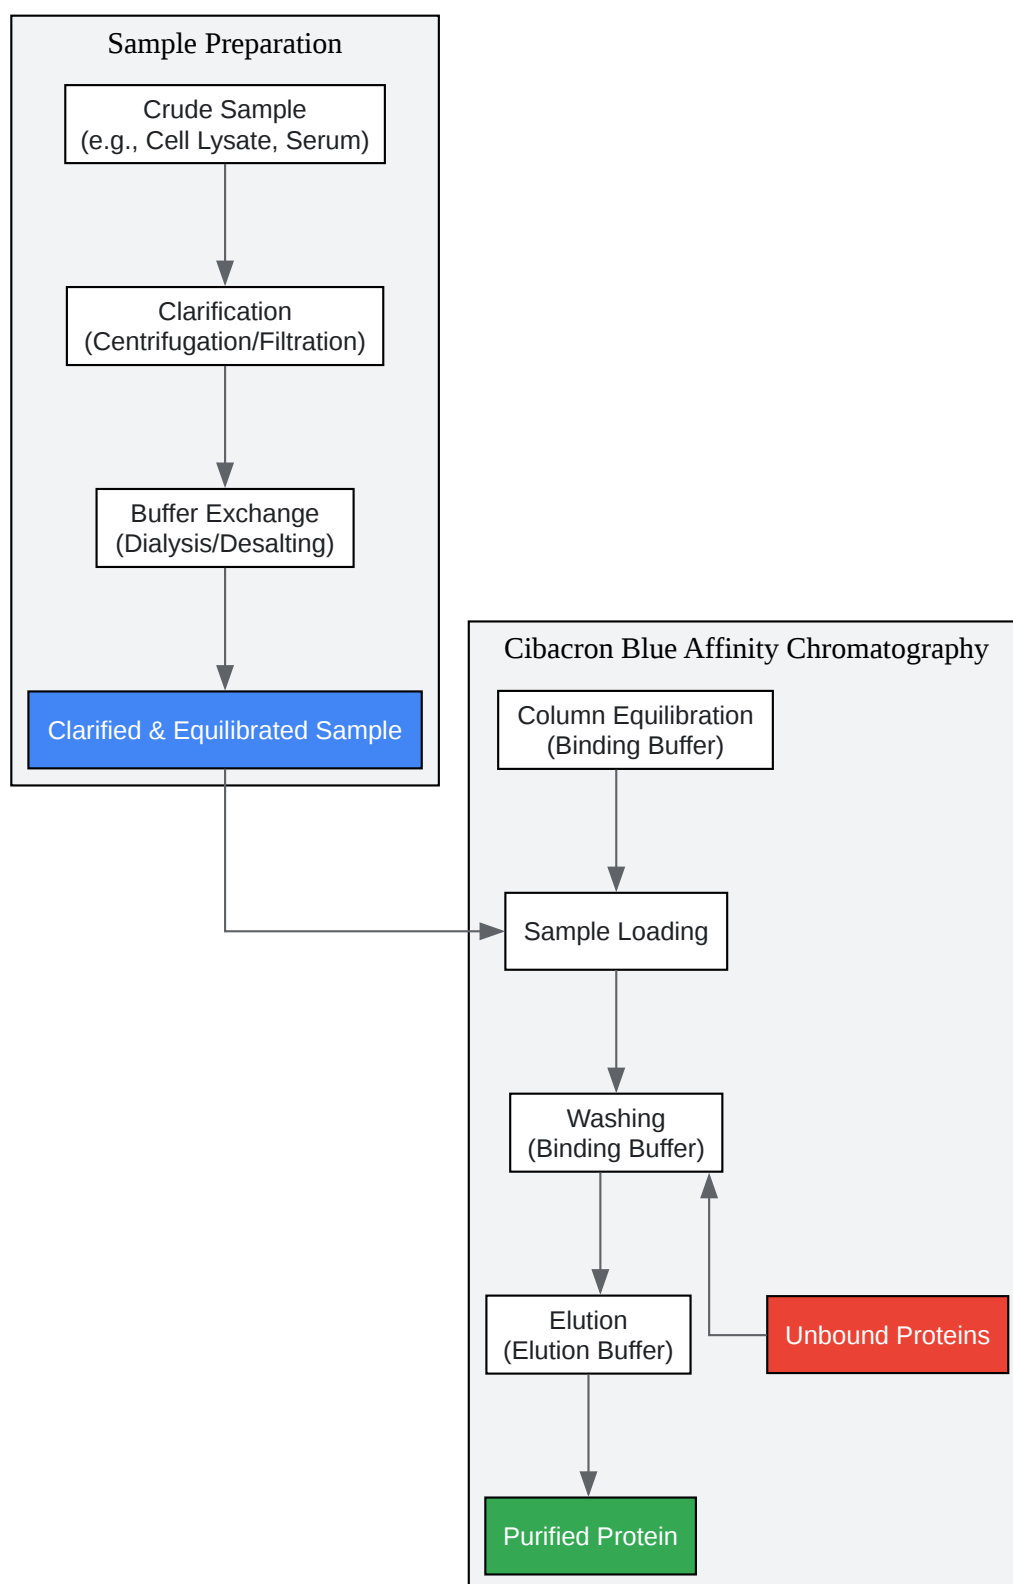 Sample Preparation
Crude Sample
(e.g., Cell Lysate, Serum)
Clarification
(Centrifugation/Filtration)
Buffer Exchange
(Dialysis/Desalting)
Clarified & Equilibrated Sample
Cibacron Blue Affinity Chromatography
Column Equilibration
(Binding Buffer)
Sample Loading
Washing
(Binding Buffer)
Elution
(Elution Buffer)
Unbound Proteins
Purified Protein